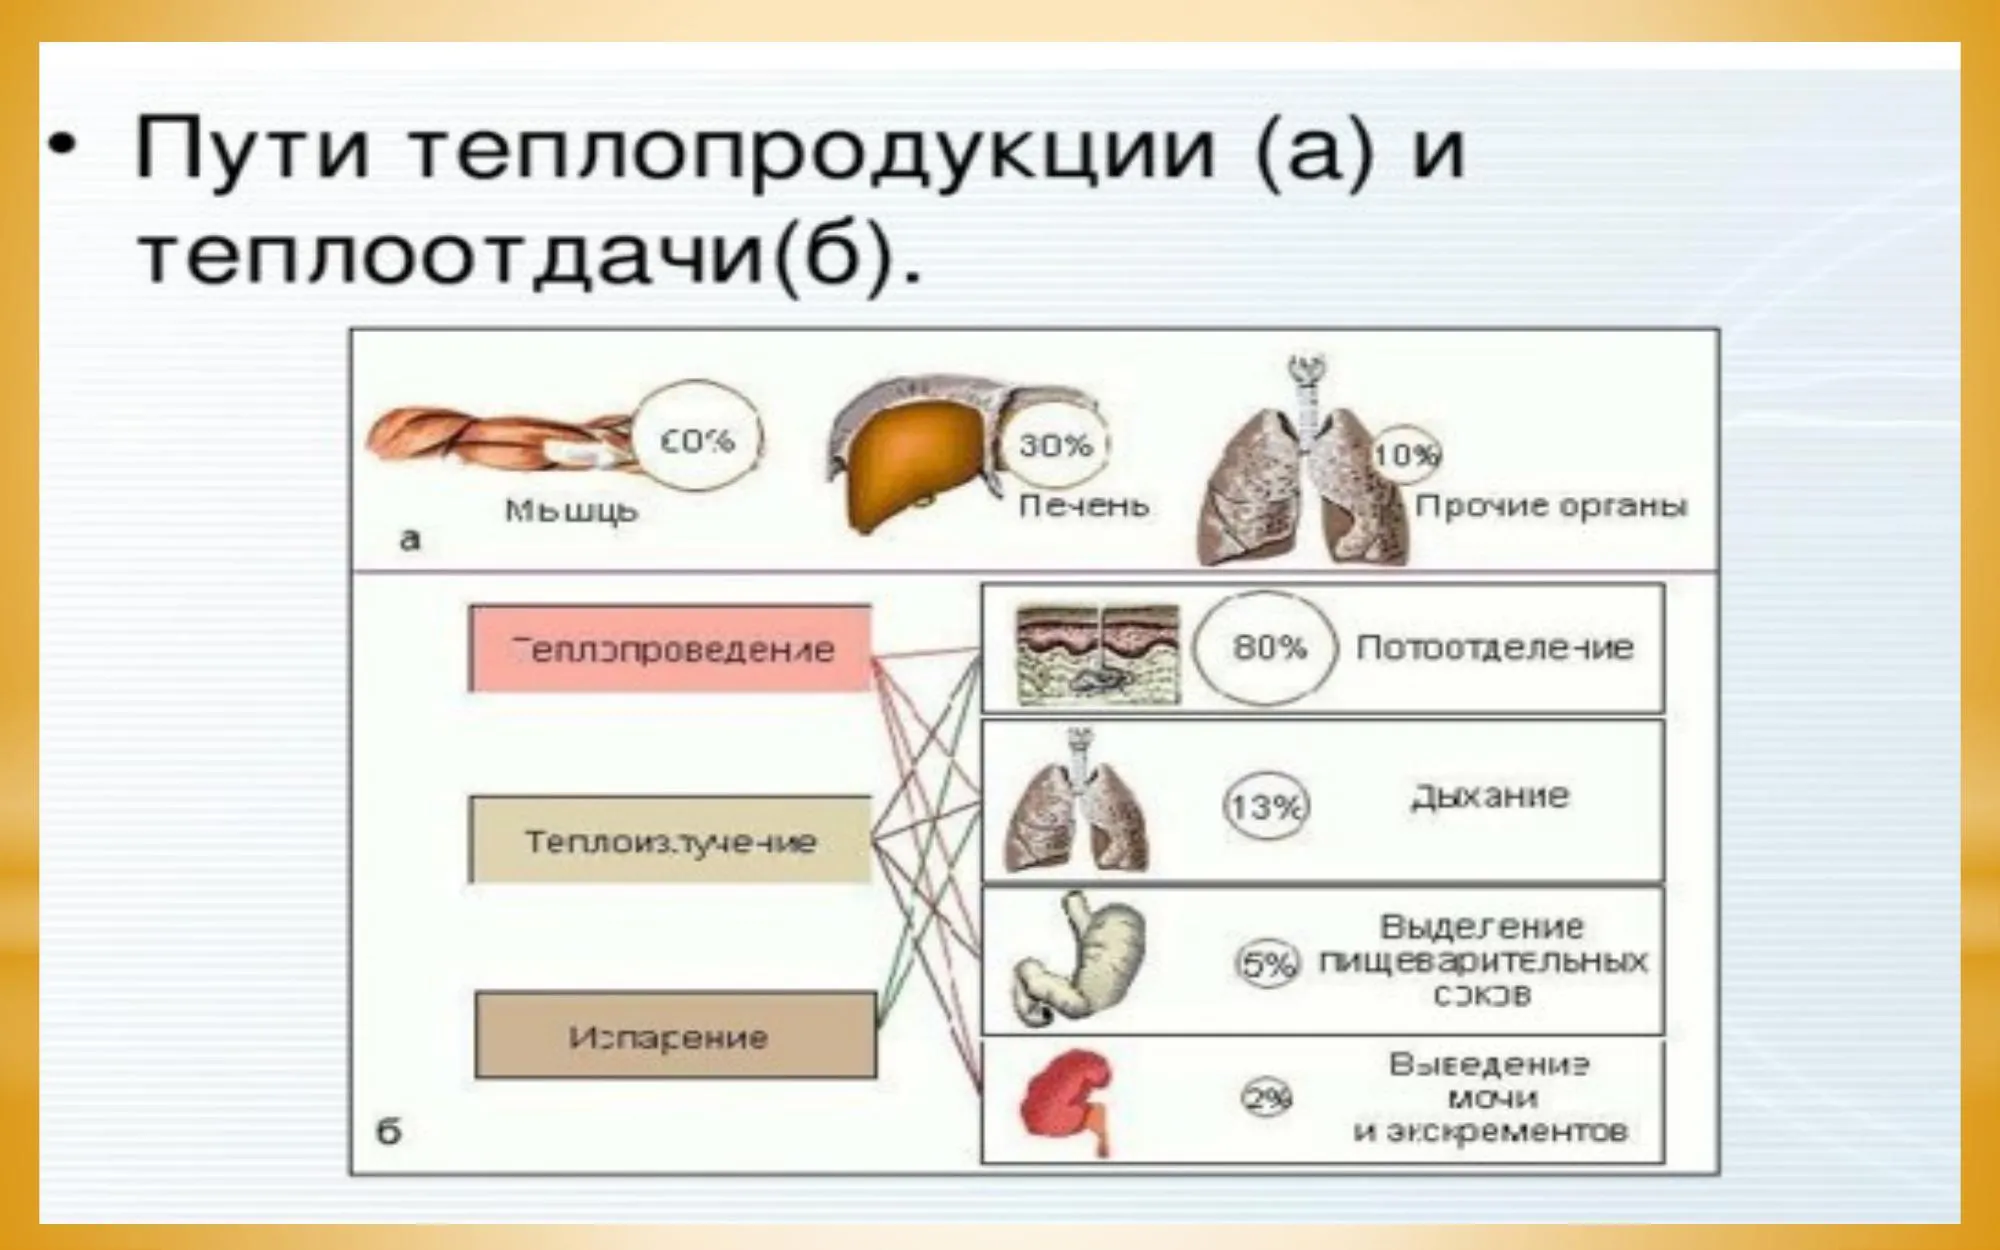 • Пути теплопродукции (а) и
теплоотдачи(б).
60%
30%
10%
Мышцы
Печень
Прочие органы
а
Теплопроведение
80%
Потоотделение
Теплоизлучение
13%
Дыхание
Испарение
5%
Выделение
пищеварительных
соков
2%
Выведение
мочи
и экскрементов
б